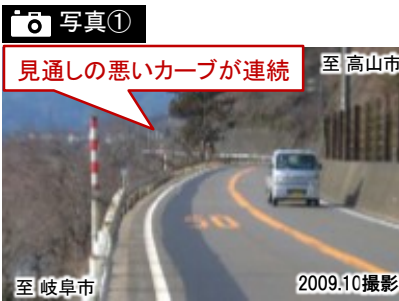 写真①
見通しの悪いカーブが連続
至 高山市
50
至 岐阜市
2009.10撮影